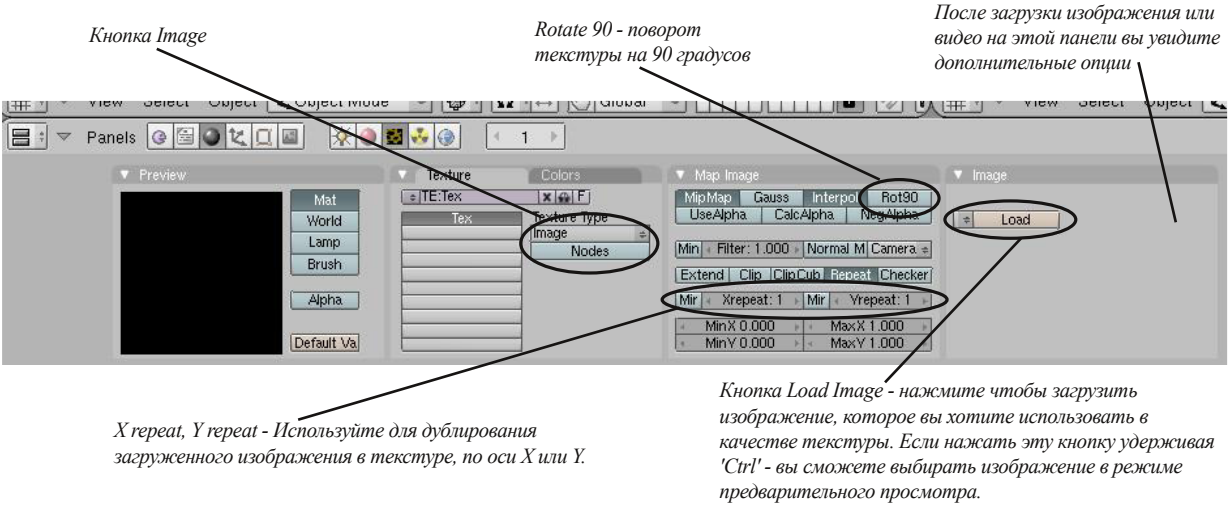 Кнопка Image
Rotate 90 - поворот
текстуры на 90 градусов
После загрузки изображения или
видео на этой панели вы увидите
дополнительные опции
View Select Object Object Mode Global View Select Object
Panels 1
Preview
Mat
World
Lamp
Brush
Alpha
Default Va
Texture Colors
TE:Tex F
Tex
Texture Type
Image
Nodes
Map Image
MipMap Gauss Interpol Rot90
UseAlpha CalcAlpha NegAlpha
Min Filter: 1.000 Normal M Camera
Extend Clip ClipCub Repeat Checker
Mir Xrepeat: 1 Mir Yrepeat: 1
MinX 0.000 MaxX 1.000
MinY 0.000 MaxY 1.000
Image
Load
X repeat, Y repeat - Используйте для дублирования
загруженного изображения в текстуре, по оси X или Y.
Кнопка Load Image - нажмите чтобы загрузить
изображение, которое вы хотите использовать в
качестве текстуры. Если нажать эту кнопку удерживая
'Ctrl' - вы сможете выбирать изображение в режиме
предварительного просмотра.